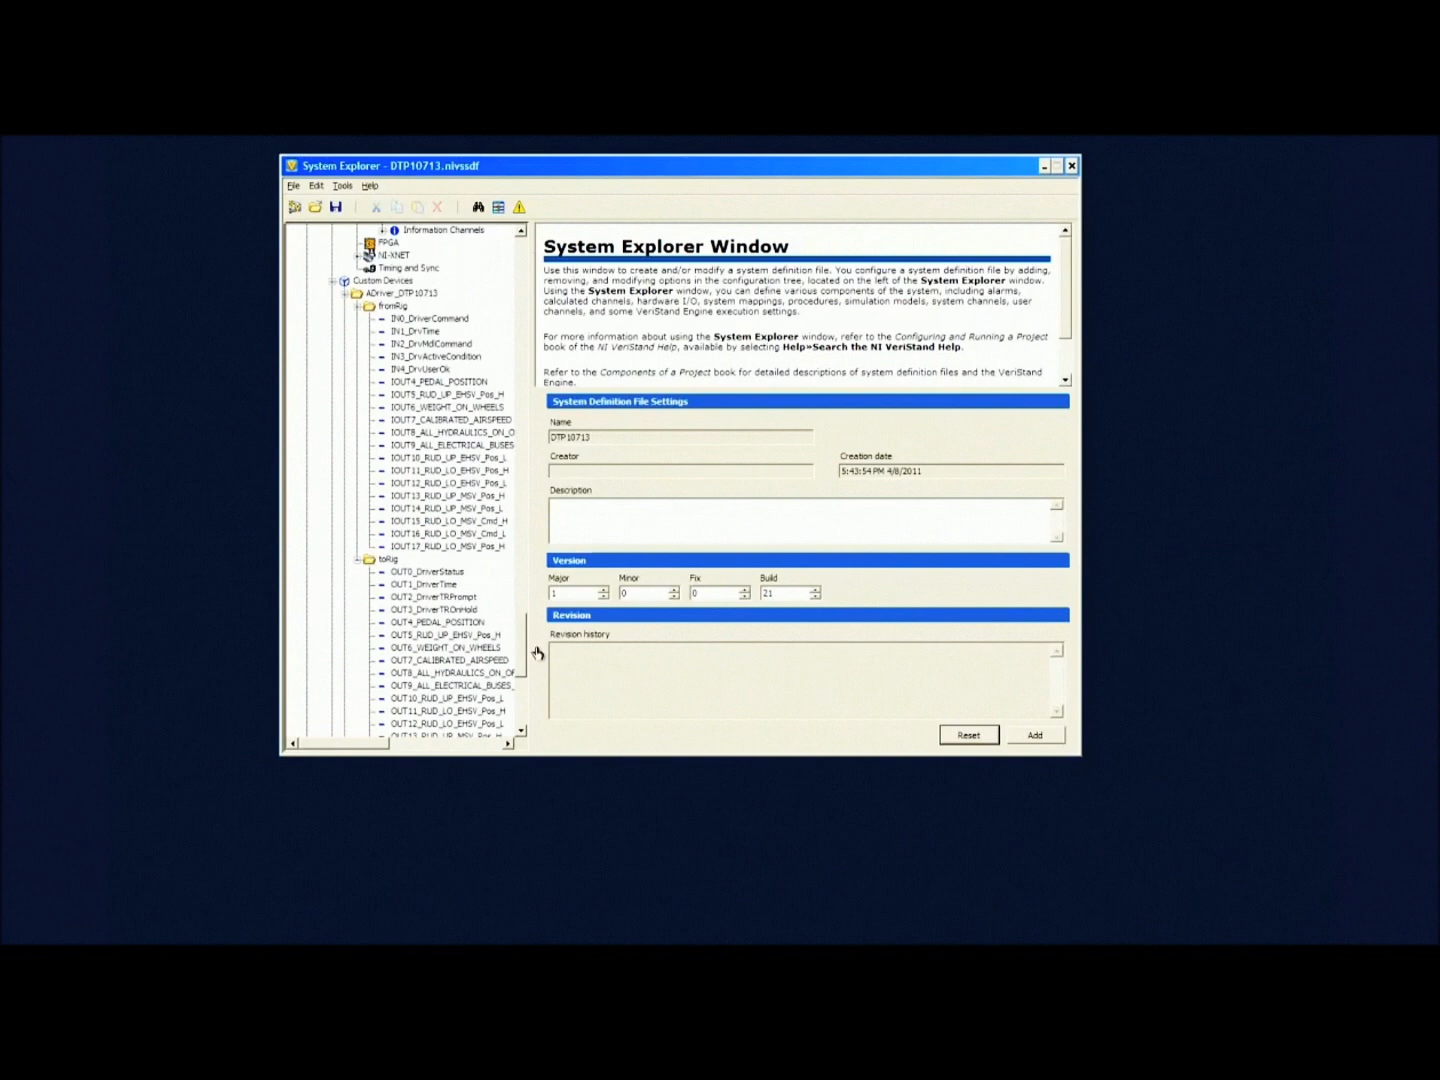 System Explorer - DTP10713.nivssdf
File Edit Tools Help
Information Channels
FPGA
NI-XNET
Timing and Sync
Custom Devices
ADriver_DTP10713
fromRig
IN0_DriverCommand
IN1_DrvTime
IN2_DrvMdlCommand
IN3_DrvActiveCondition
IN4_DrvUserOk
IOUT4_PEDAL_POSITION
IOUT5_RUD_UP_EHSV_Pos_H
IOUT6_WEIGHT_ON_WHEELS
IOUT7_CALIBRATED_AIRSPEED
IOUT8_ALL_HYDRAULICS_ON_O
IOUT9_ALL_ELECTRICAL_BUSES
IOUT10_RUD_UP_EHSV_Pos_L
IOUT11_RUD_LO_EHSV_Pos_H
IOUT12_RUD_LO_EHSV_Pos_L
IOUT13_RUD_UP_MSV_Pos_H
IOUT14_RUD_UP_MSV_Pos_L
IOUT15_RUD_LO_MSV_Cmd_H
IOUT16_RUD_LO_MSV_Cmd_L
IOUT17_RUD_LO_MSV_Pos_H
toRig
OUT0_DriverStatus
OUT1_DriverTime
OUT2_DriverTRPrompt
OUT3_DriverTROnHold
OUT4_PEDAL_POSITION
OUT5_RUD_UP_EHSV_Pos_H
OUT6_WEIGHT_ON_WHEELS
OUT7_CALIBRATED_AIRSPEED
OUT8_ALL_HYDRAULICS_ON_OF
OUT9_ALL_ELECTRICAL_BUSES_
OUT10_RUD_UP_EHSV_Pos_L
OUT11_RUD_LO_EHSV_Pos_H
OUT12_RUD_LO_EHSV_Pos_L
OUT13_RUD_UP_MSV_Pos_H
System Explorer Window
Use this window to create and/or modify a system definition file. You configure a system definition file by adding,
removing, and modifying options in the configuration tree, located on the left of the System Explorer window.
Using the System Explorer window, you can define various components of the system, including alarms,
calculated channels, hardware I/O, system mappings, procedures, simulation models, system channels, user
channels, and some VeriStand Engine execution settings.
For more information about using the System Explorer window, refer to the Configuring and Running a Project
book of the NI VeriStand Help, available by selecting Help»Search the NI VeriStand Help.
Refer to the Components of a Project book for detailed descriptions of system definition files and the VeriStand
Engine.
System Definition File Settings
Name
DTP10713
Creator Creation date
5:43:54 PM 4/8/2011
Description
Version
Major Minor Fix Build
1 0 0 21
Revision
Revision history
Reset Add